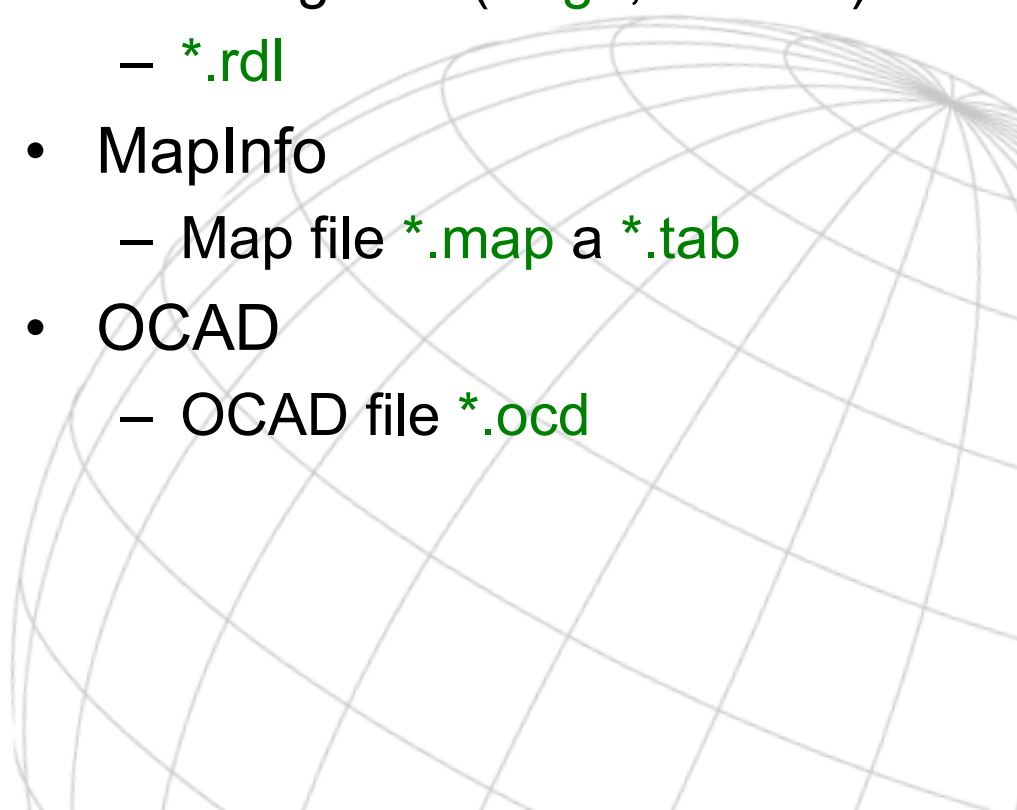 – *.rdl
• MapInfo
– Map file *.map a *.tab
• OCAD
– OCAD file *.ocd